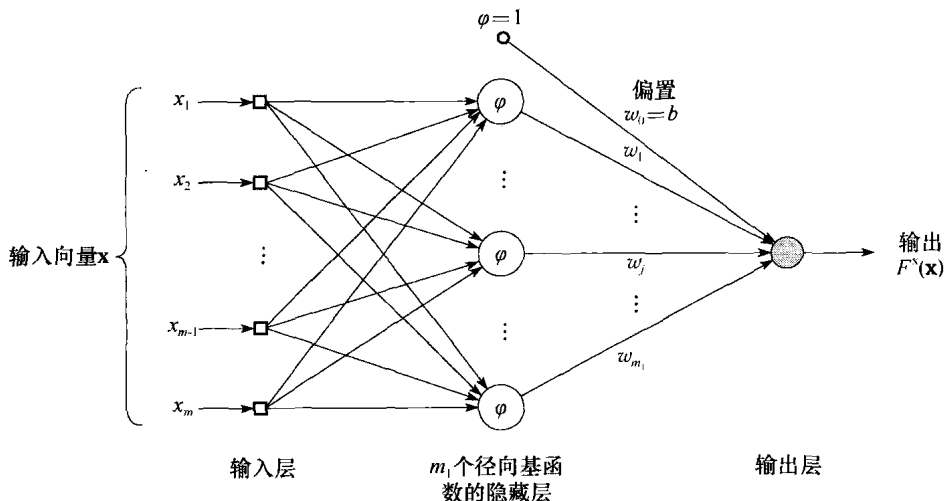 φ=1
偏置
w₀=b
x₁
φ
w₁
x₂
⋮
⋮
输入向量x
⋮
φ
w_j
输出
F^x(x)
x_{m-1}
⋮
⋮
w_{m₁}
x_m
φ
输入层
m₁个径向基函
数的隐藏层
输出层